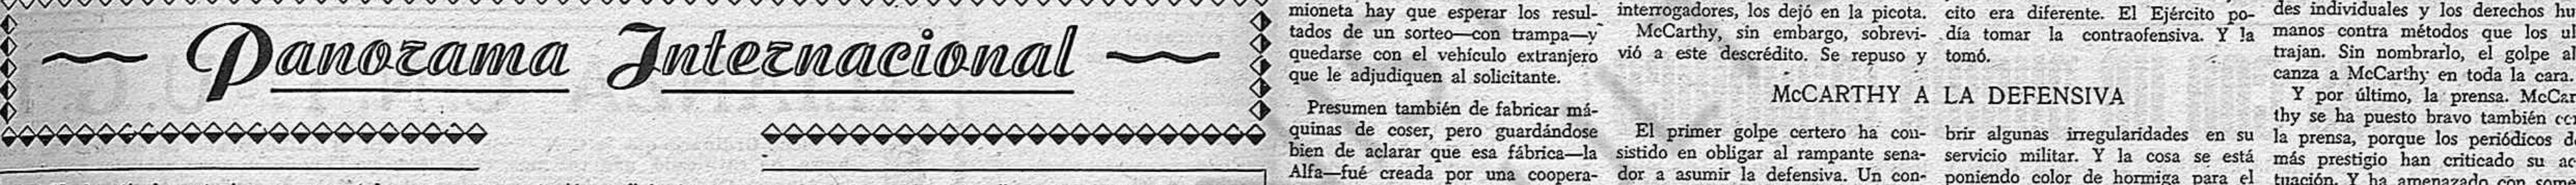 Panorama Internacional
mioneta hay que esperar los resul-
tados de un sorteo—con trampa—y
quedarse con el vehículo extranjero
que le adjudiquen al solicitante.
Presumen también de fabricar má-
quinas de coser, pero guardándose
bien de aclarar que esa fábrica—la
Alfa—fué creada por una coopera-
interrogadores, los dejó en la picota.
McCarthy, sin embargo, sobrevi-
vió a este descrédito. Se repuso y
cito era diferente. El Ejército po-
día tomar la contraofensiva. Y la
tomó.
McCARTHY A LA DEFENSIVA
El primer golpe certero ha con-
sistido en obligar al rampante sena-
dor a asumir la defensiva. Un con-
brir algunas irregularidades en su
servicio militar. Y la cosa se está
poniendo color de hormiga para el
des individuales y los derechos hu
manos contra métodos que los ul
trajan. Sin nombrarlo, el golpe al
canza a McCarthy en toda la cara.
Y por último, la prensa. McCar
thy se ha puesto bravo también
la prensa, porque los periódicos d
más prestigio han criticado su ac
tuación. Y ha amenazado con